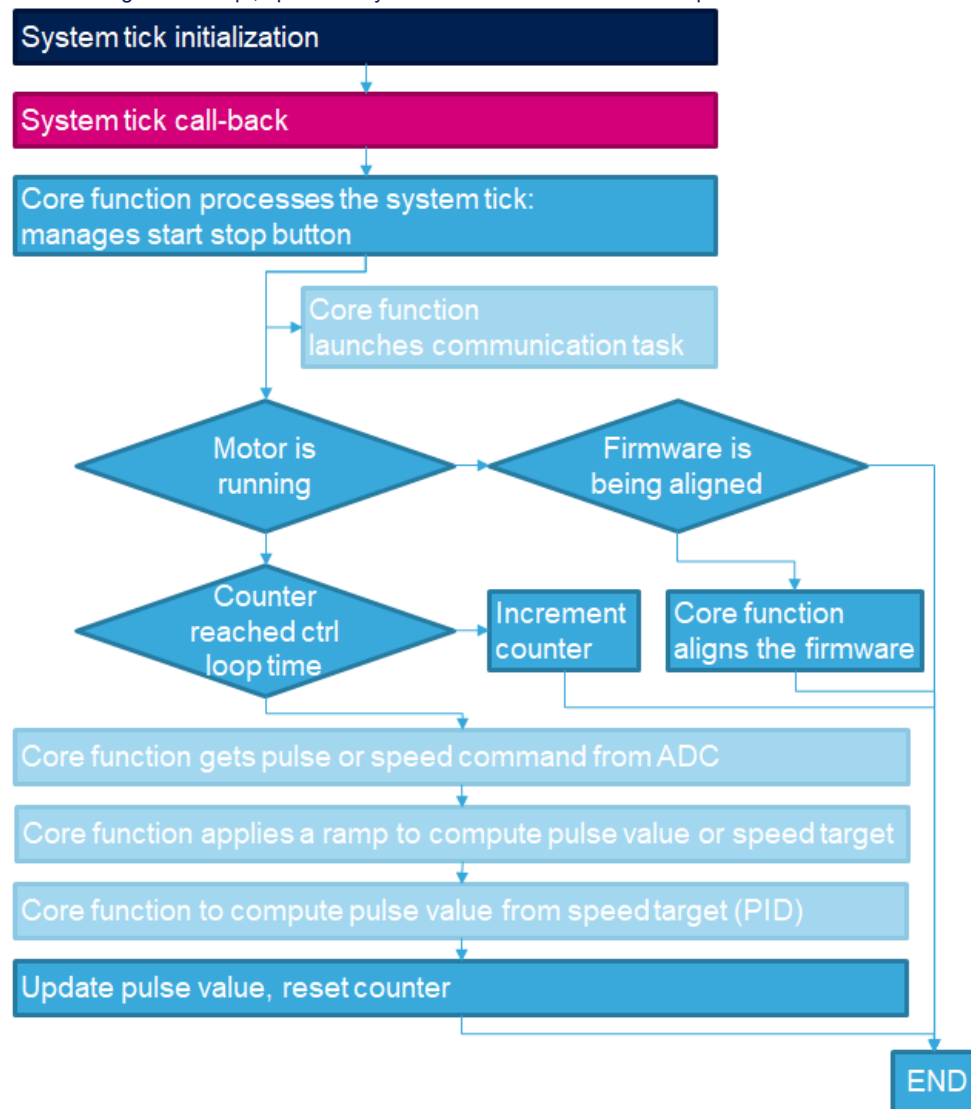 System tick initialization
System tick call-back
Core function processes the system tick:
manages start stop button
Core function
launches communication task
Motor is
running
Firmware is
being aligned
Counter
reached ctrl
loop time
Increment
counter
Core function
aligns the firmware
Core function gets pulse or speed command from ADC
Core function applies a ramp to compute pulse value or speed target
Core function to compute pulse value from speed target (PID)
Update pulse value, reset counter
END